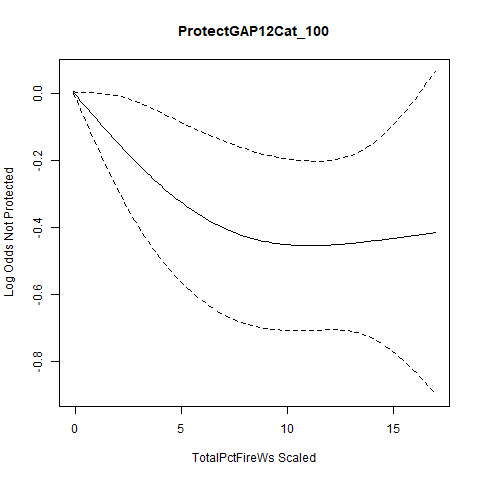 ProtectGAP12Cat_100
Log Odds Not Protected
0.0
-0.2
-0.4
-0.6
-0.8
0 5 10 15
TotalPctFireWs Scaled